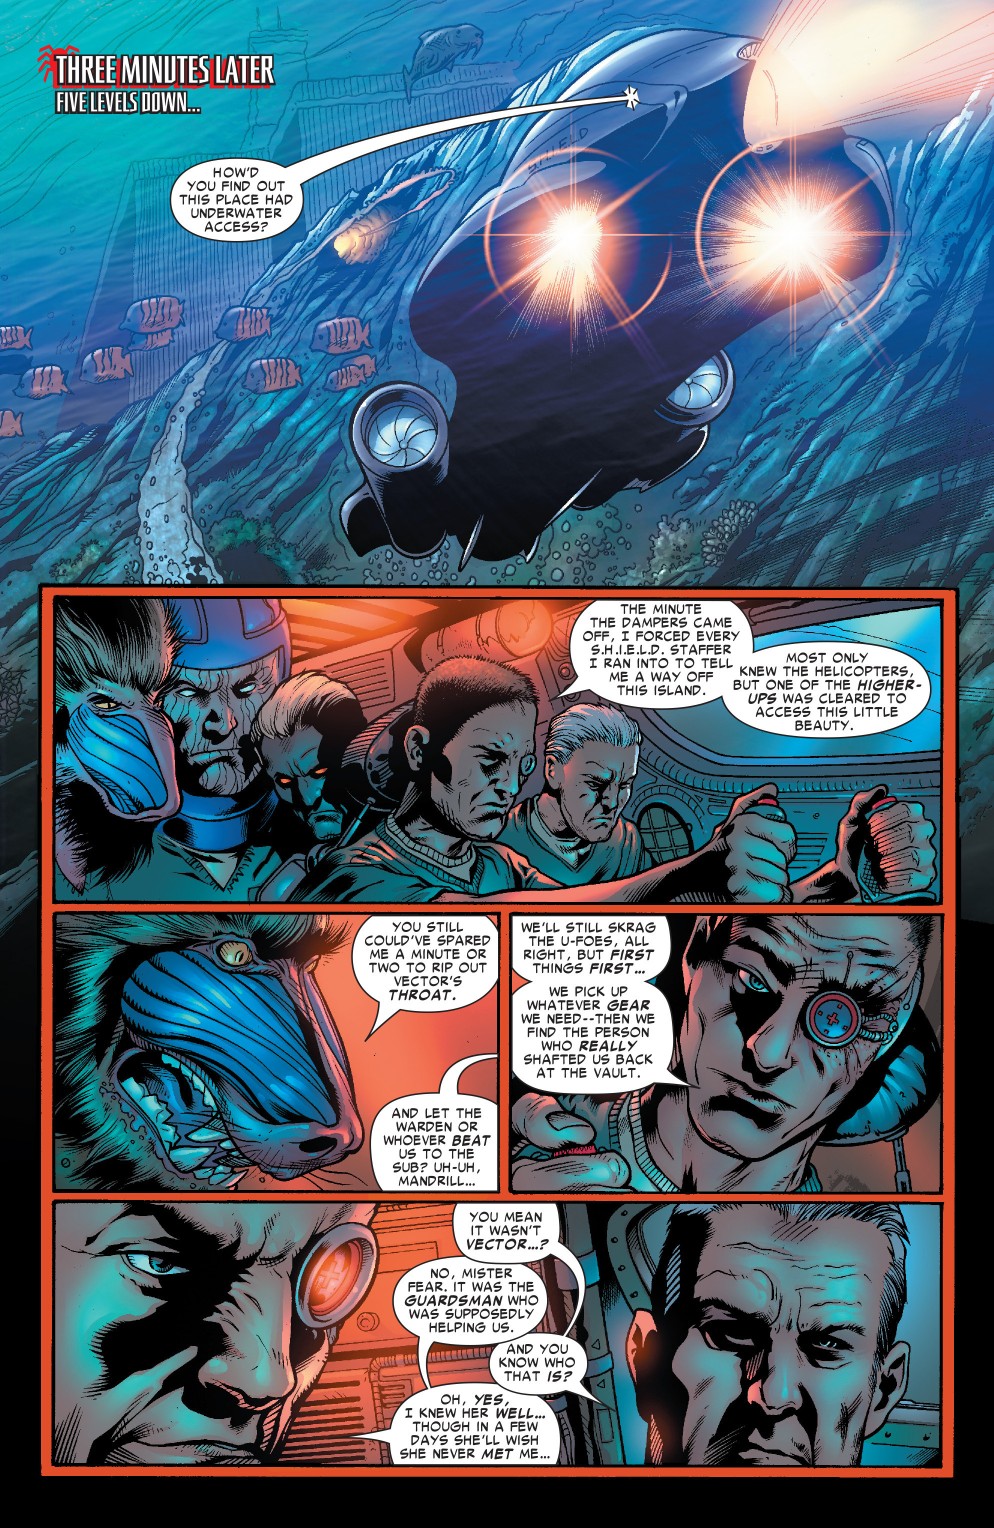 THREE MINUTES LATER
FIVE LEVELS DOWN...
HOW'D
YOU FIND OUT
THIS PLACE HAD
UNDERWATER
ACCESS?
THE MINUTE
THE DAMPERS CAME
OFF, I FORCED EVERY
S.H.I.E.L.D. STAFFER
I RAN INTO TO TELL
ME A WAY OFF
THIS ISLAND.
MOST ONLY
KNEW THE HELICOPTERS,
BUT ONE OF THE HIGHER-
UPS WAS CLEARED TO
ACCESS THIS LITTLE
BEAUTY.
YOU STILL
COULD'VE SPARED
ME A MINUTE OR
TWO TO RIP OUT
VECTOR'S
THROAT.
AND LET THE
WARDEN OR
WHOEVER BEAT
US TO THE
SUB? UH-UH,
MANDRILL...
WE'LL STILL SKRAG
THE U-FOES, ALL
RIGHT, BUT FIRST
THINGS FIRST...
WE PICK UP
WHATEVER GEAR
WE NEED--THEN WE
FIND THE PERSON
WHO REALLY
SHAFTED US BACK
AT THE VAULT.
YOU MEAN
IT WASN'T
VECTOR...?
NO, MISTER
FEAR. IT WAS THE
GUARDSMAN WHO
WAS SUPPOSEDLY
HELPING US.
AND YOU
KNOW WHO
THAT IS?
OH, YES,
I KNEW HER WELL...
THOUGH IN A FEW
DAYS SHE'LL WISH
SHE NEVER MET ME...